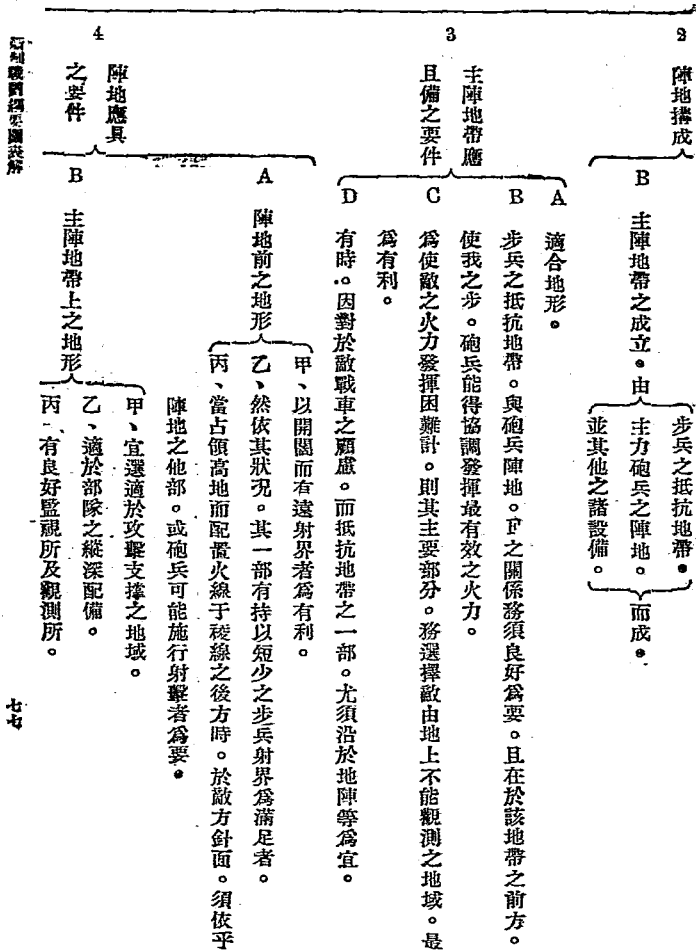 2
陣地搆成
B
主陣地帶之成立。由
步兵之抵抗地帶。
主力砲兵之陣地。
並其他之諸設備。
而成。
3
主陣地帶應
且備之要件
A
適合地形。
B
步兵之抵抗地帶。與砲兵陣地。F之關係務須良好爲要。且在於該地帶之前方。
使我之步。砲兵能得協調發揮最有效之火力。
C
爲使敵之火力發揮困難計。則其主要部分。務選擇敵由地上不能觀測之地域。最
爲有利。
D
有時。因對於敵戰車之顧慮。而抵抗地帶之一部。尤須沿於地陣等爲宜。
4
陣地應具
之要件
A
陣地前之地形
甲、以開闊而有遠射界者爲有利。
乙、然依其狀況。其一部有持以短少之步兵射界爲滿足者。
丙、當占領高地而配置火線于稜線之後方時。於敵方針面。須依乎
陣地之他部。或砲兵可能施行射擊者爲要。
B
主陣地帶上之地形
甲、宜選適於攻擊支撐之地域。
乙、適於部隊之縱深配備。
丙、有良好監視所及觀測所。
綱要圖表解
七七